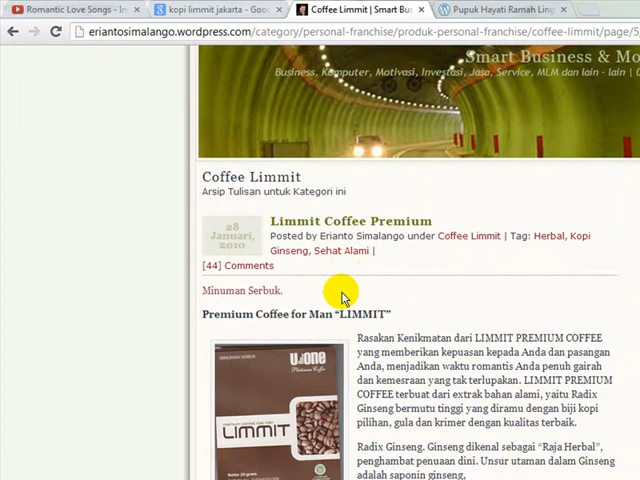 Romantic Love Songs - In
kopi limmit jakarta - Goo
Coffee Limmit | Smart Bus
Pupuk Hayati Ramah Ling
eriantosimalango.wordpress.com/category/personal-franchise/produk-personal-franchise/coffee-limmit/page/5
Smart Business & Mo
Business, Komputer, Motivasi, Investasi, Jasa, Service, MLM dan lain - lain | C
Coffee Limmit
Arsip Tulisan untuk Kategori ini
28
Januari,
2010
Limmit Coffee Premium
Posted by Erianto Simalango under Coffee Limmit | Tag: Herbal, Kopi
Ginseng, Sehat Alami |
[44] Comments
Minuman Serbuk.
Premium Coffee for Man “LIMMIT”
MINUMAN SERBUK
UJIONE
Platinum Coffee
LIMMIT
Netto 20 gram
Rasakan Kenikmatan dari LIMMIT PREMIUM COFFEE
yang memberikan kepuasan kepada Anda dan pasangan
Anda, menjadikan waktu romantis Anda penuh gairah
dan kemesraan yang tak terlupakan. LIMMIT PREMIUM
COFFEE terbuat dari extrak bahan alami, yaitu Radix
Ginseng bermutu tinggi yang diramu dengan biji kopi
pilihan, gula dan krimer dengan kualitas terbaik.
Radix Ginseng. Ginseng dikenal sebagai “Raja Herbal”,
penghambat penuaan dini. Unsur utama dalam Ginseng
adalah saponin ginseng,